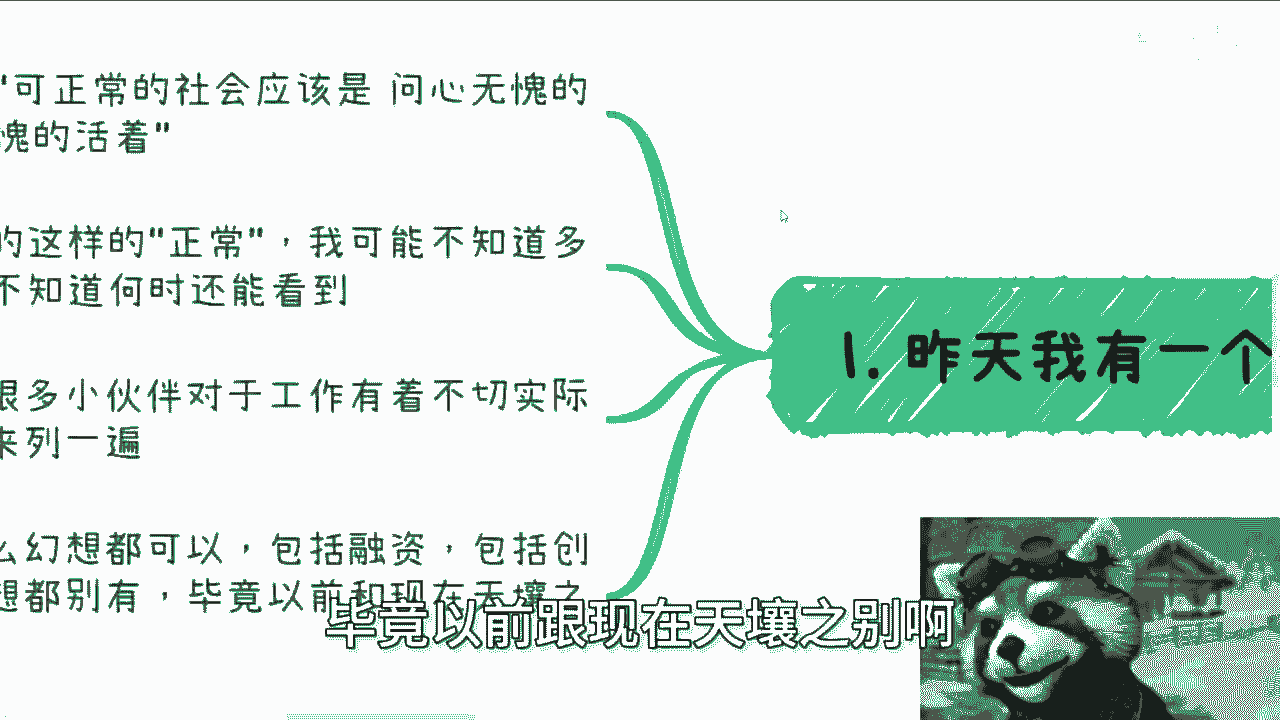 "可正常的社会应该是 问心无愧的
愧的活着"
的这样的"正常"，我可能不知道多
不知道何时还能看到
很多小伙伴对于工作有着不切实际
来列一遍
么幻想都可以，包括融资，包括创
想都别有，毕竟以前和现在天壤之
1. 昨天我有一个
毕竟以前跟现在天壤之别啊